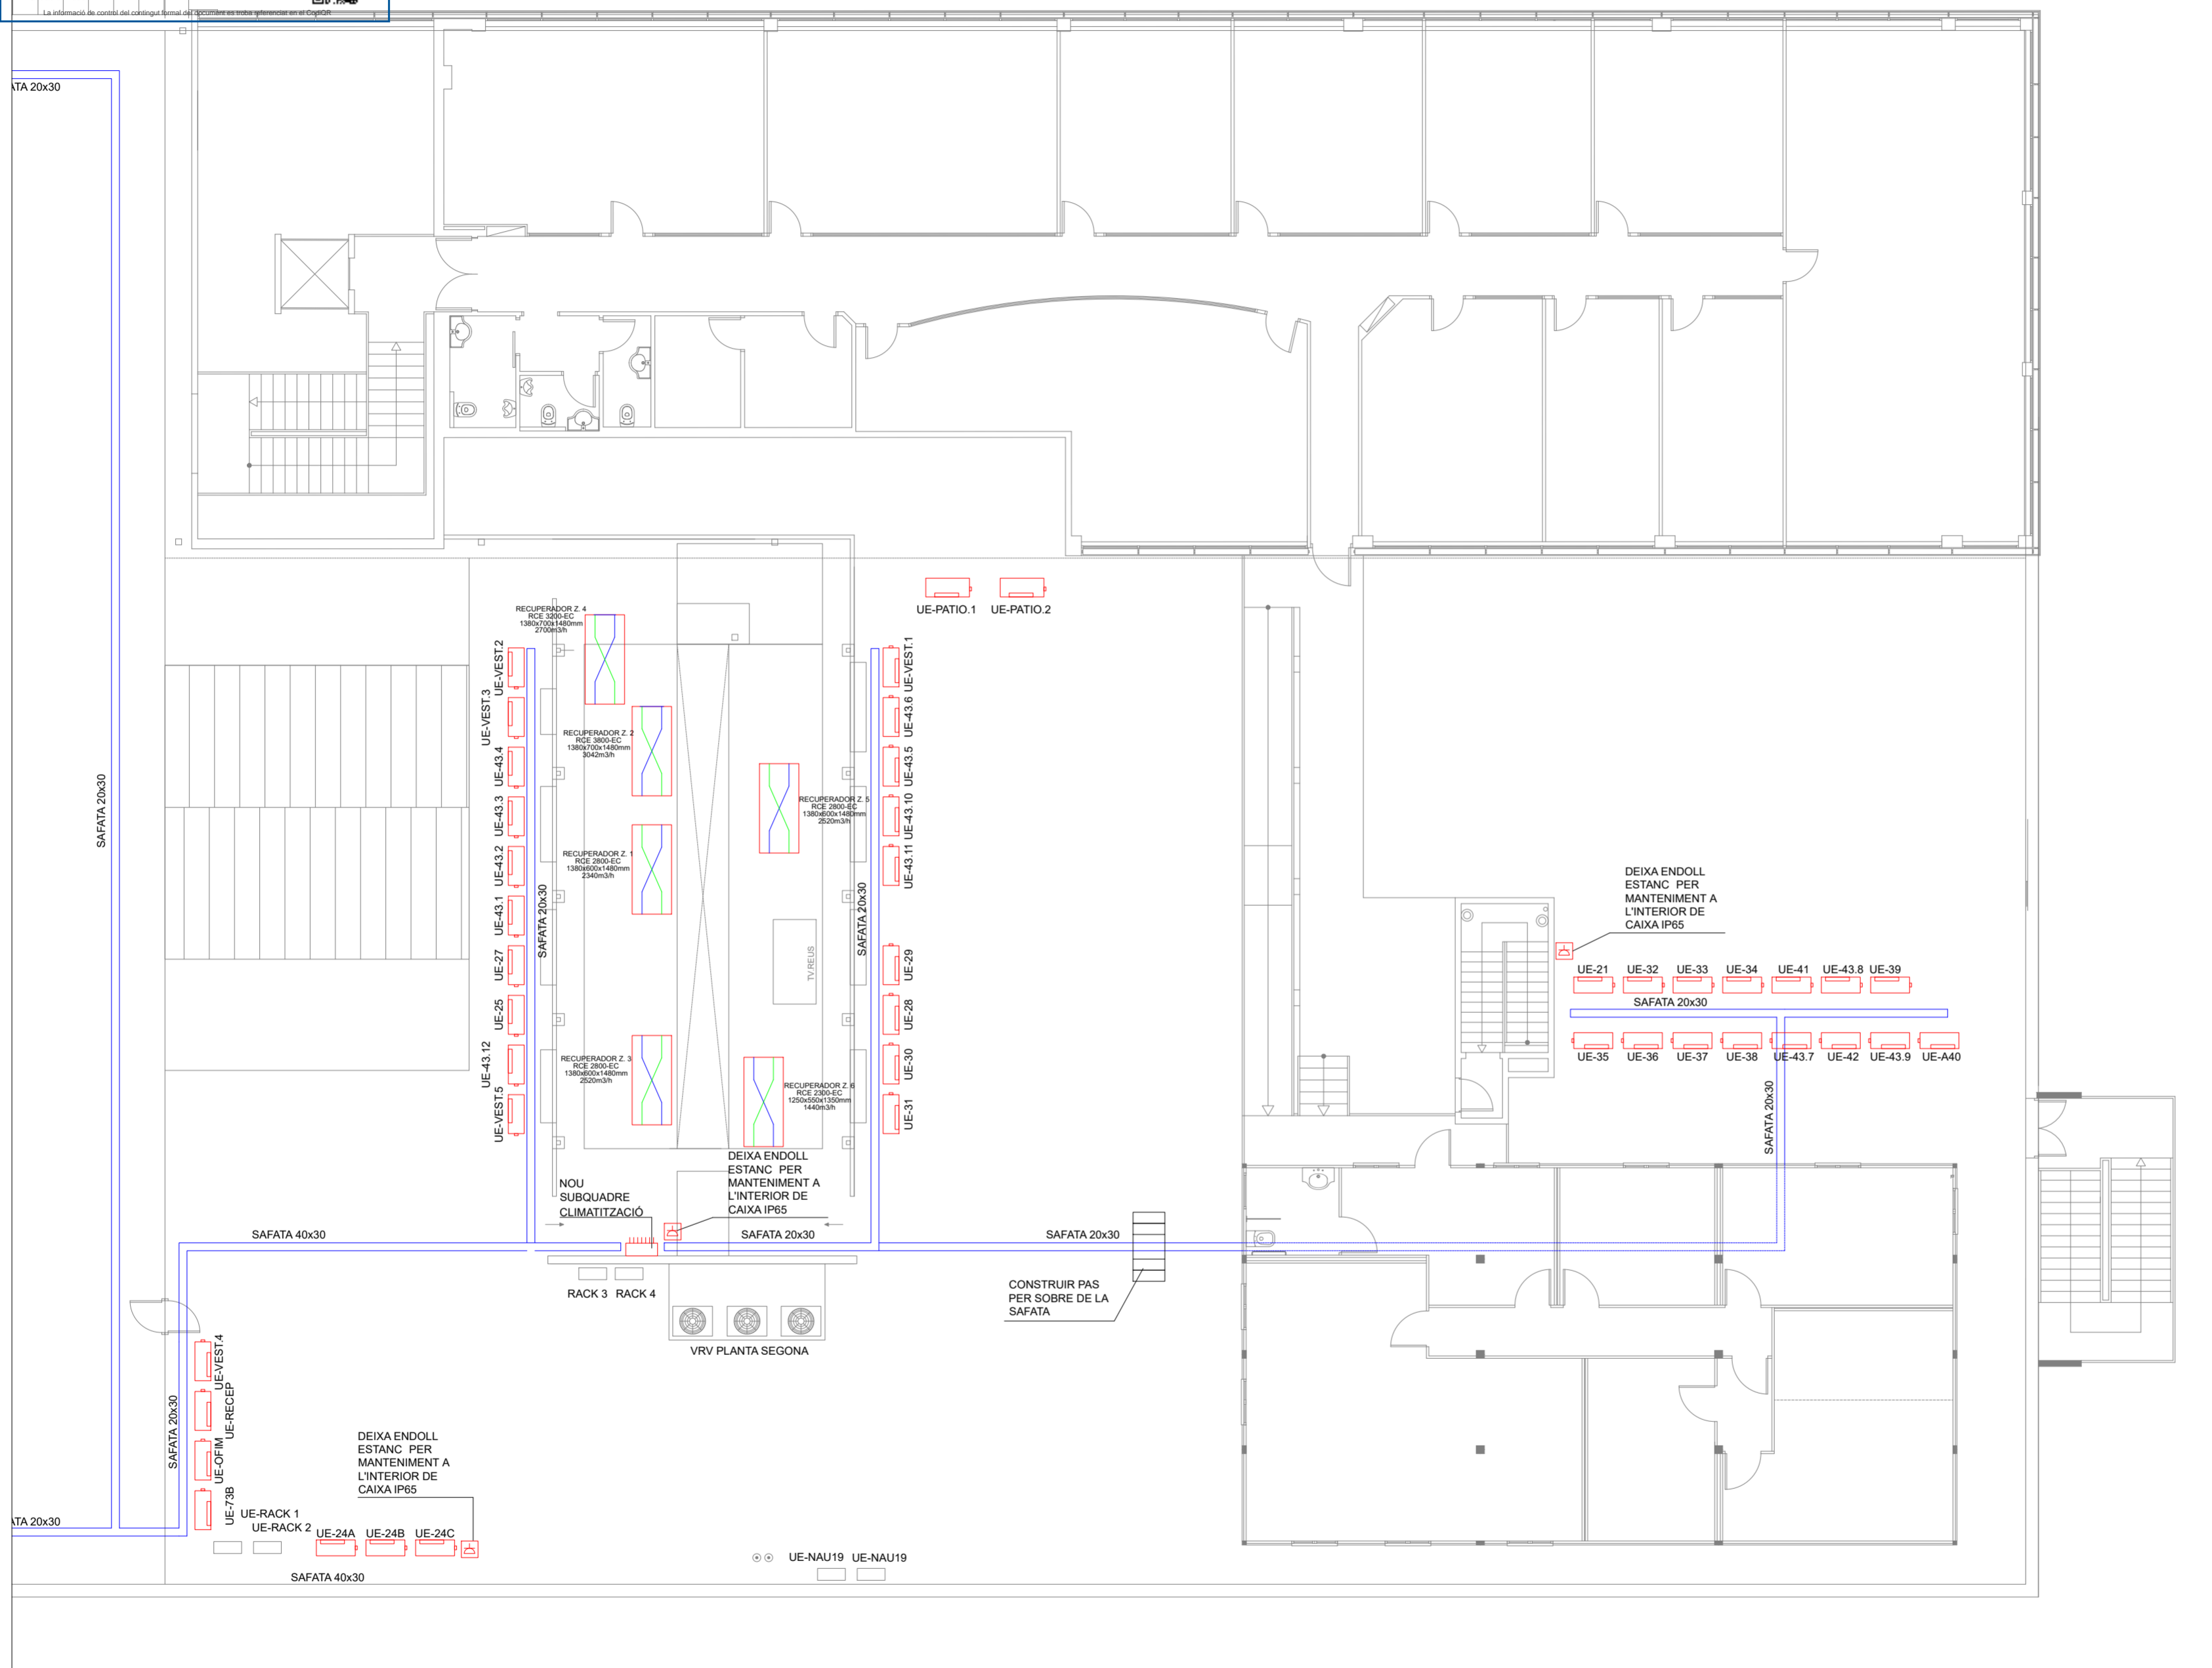 La informació de control del contingut formal del document es troba referenciat en el CodiQR
ATA 20x30
UE-PATIO.1
UE-PATIO.2
RECUPERADOR Z. 4
RCE 3200-EC
1380x700x1480mm
2700m3/h
UE-VEST.2
UE-VEST.3
UE-43.4
UE-43.3
UE-43.2
UE-43.1
UE-27
UE-25
UE-43.12
UE-VEST.5
SAFATA 20x30
SAFATA 20x30
RECUPERADOR Z. 2
RCE 3800-EC
1380x700x1480mm
3042m3/h
RECUPERADOR Z. 5
RCE 2800-EC
1380x600x1480mm
2520m3/h
RECUPERADOR Z. 1
RCE 2800-EC
1380x600x1480mm
2340m3/h
TV.REUS
RECUPERADOR Z. 3
RCE 2800-EC
1380x600x1480mm
2520m3/h
RECUPERADOR Z. 6
RCE 2300-EC
1250x550x1350mm
1440m3/h
SAFATA 20x30
UE-VEST.1
UE-43.6
UE-43.5
UE-43.10
UE-43.11
UE-29
UE-28
UE-30
UE-31
DEIXA ENDOLL
ESTANC PER
MANTENIMENT A
L'INTERIOR DE
CAIXA IP65
UE-21
UE-32
UE-33
UE-34
UE-41
UE-43.8
UE-39
SAFATA 20x30
UE-35
UE-36
UE-37
UE-38
UE-43.7
UE-42
UE-43.9
UE-A40
SAFATA 20x30
NOU
SUBQUADRE
CLIMATITZACIÓ
DEIXA ENDOLL
ESTANC PER
MANTENIMENT A
L'INTERIOR DE
CAIXA IP65
SAFATA 40x30
SAFATA 20x30
SAFATA 20x30
RACK 3
RACK 4
CONSTRUIR PAS
PER SOBRE DE LA
SAFATA
VRV PLANTA SEGONA
UE-VEST.4
UE-RECEP
UE-OFIM
UE-73B
SAFATA 20x30
DEIXA ENDOLL
ESTANC PER
MANTENIMENT A
L'INTERIOR DE
CAIXA IP65
ATA 20x30
UE-RACK 1
UE-RACK 2
UE-24A
UE-24B
UE-24C
UE-NAU19
UE-NAU19
SAFATA 40x30